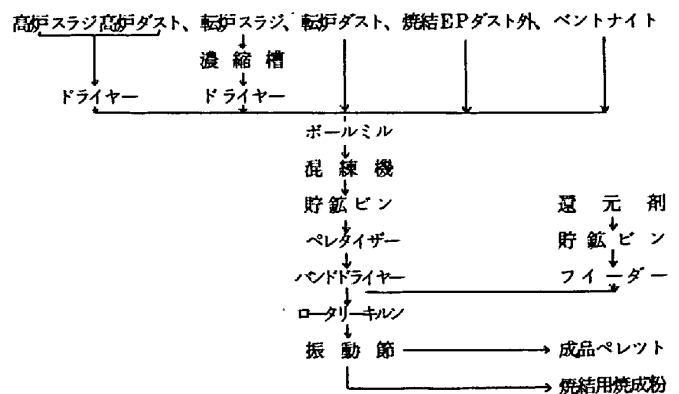 高炉スラジ高炉ダスト、転炉スラジ、転炉ダスト、焼結EPダスト外、ベントナイト
濃縮槽
ドライヤー ドライヤー
ボールミル
混練機
貯鉱ビン 還元剤
ペレタイザー 貯鉱ビン
バンドドライヤー フイーダー
ロータリーキルン
振動節 成品ペレット
焼結用焼成粉